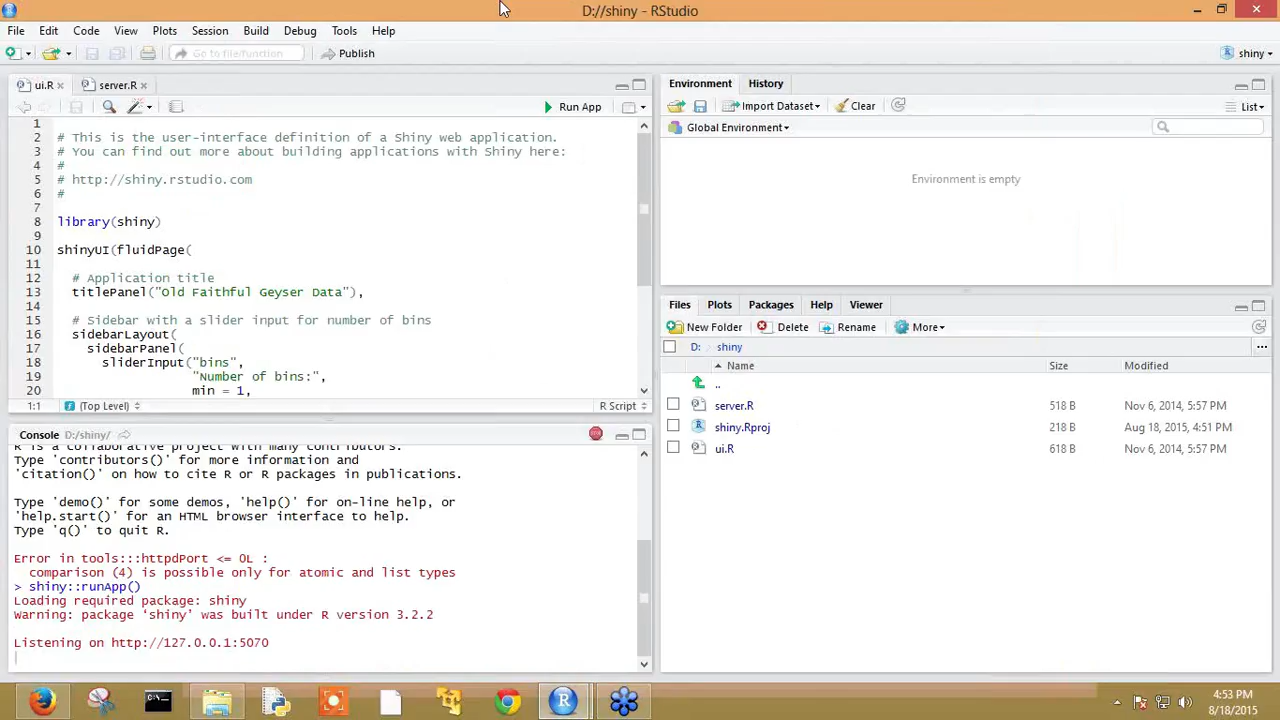 D://shiny - RStudio
File Edit Code View Plots Session Build Debug Tools Help
Go to file/function Publish shiny
ui.R server.R
Run App
1
2 # This is the user-interface definition of a Shiny web application.
3 # You can find out more about building applications with Shiny here:
4 #
5 # http://shiny.rstudio.com
6 #
7
8 library(shiny)
9
10 shinyUI(fluidPage(
11
12 # Application title
13 titlePanel("Old Faithful Geyser Data"),
14
15 # Sidebar with a slider input for number of bins
16 sidebarLayout(
17 sidebarPanel(
18 sliderInput("bins",
19 "Number of bins:",
20 min = 1,
1:1 (Top Level) R Script
Console D:/shiny/
R is a collaborative project with many contributors.
Type 'contributors()' for more information and
'citation()' on how to cite R or R packages in publications.
Type 'demo()' for some demos, 'help()' for on-line help, or
'help.start()' for an HTML browser interface to help.
Type 'q()' to quit R.
Error in tools:::httpdPort <= 0L :
comparison (4) is possible only for atomic and list types
> shiny::runApp()
Loading required package: shiny
Warning: package ‘shiny’ was built under R version 3.2.2
Listening on http://127.0.0.1:5070
Environment History
Import Dataset Clear List
Global Environment
Environment is empty
Files Plots Packages Help Viewer
New Folder Delete Rename More
D: shiny
Name Size Modified
..
server.R 518 B Nov 6, 2014, 5:57 PM
shiny.Rproj 218 B Aug 18, 2015, 4:51 PM
ui.R 618 B Nov 6, 2014, 5:57 PM
4:53 PM
8/18/2015